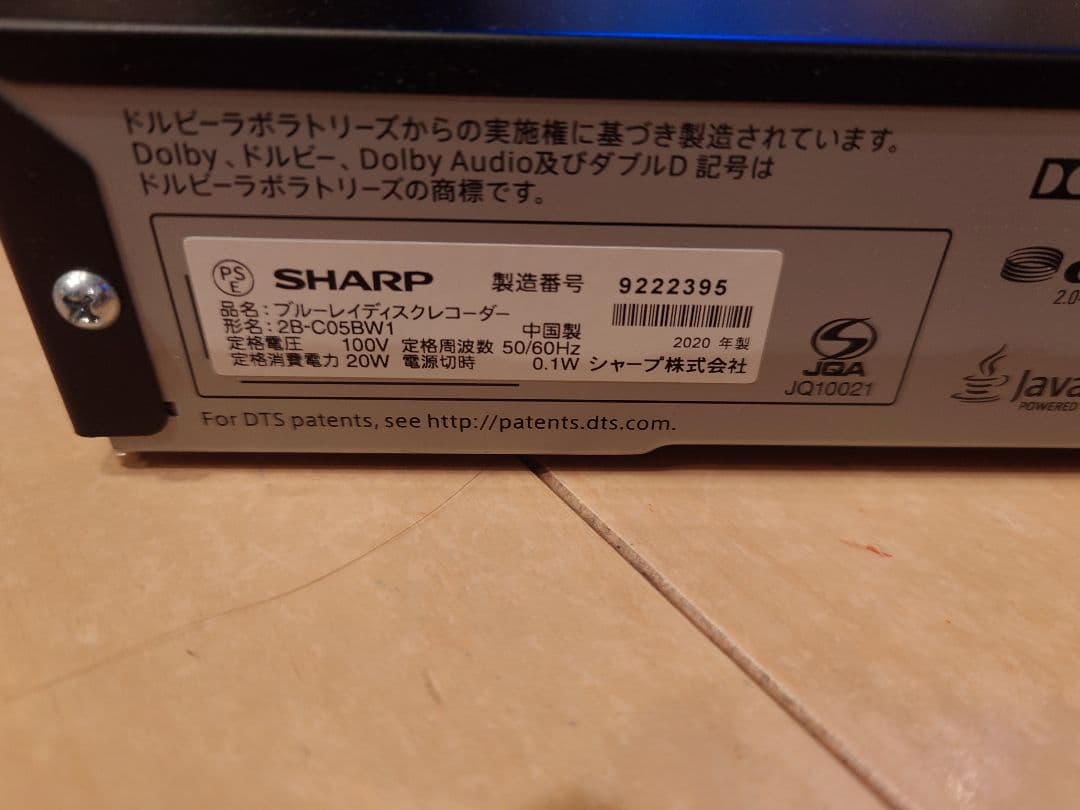 ドルビーラボラトリーズからの実施権に基づき製造されています。
Dolby、ドルビー、Dolby Audio及びダブルD 記号は
ドルビーラボラトリーズの商標です。
PSE SHARP 製造番号 9222395
品名：ブルーレイディスクレコーダー
形名：2B-C05BW1 中国製
定格電圧 100V 定格周波数 50/60Hz 2020 年製
定格消費電力 20W 電源切時 0.1W シャープ株式会社
JQA
JQ10021
2.0
Java
POWERED
For DTS patents, see http://patents.dts.com.